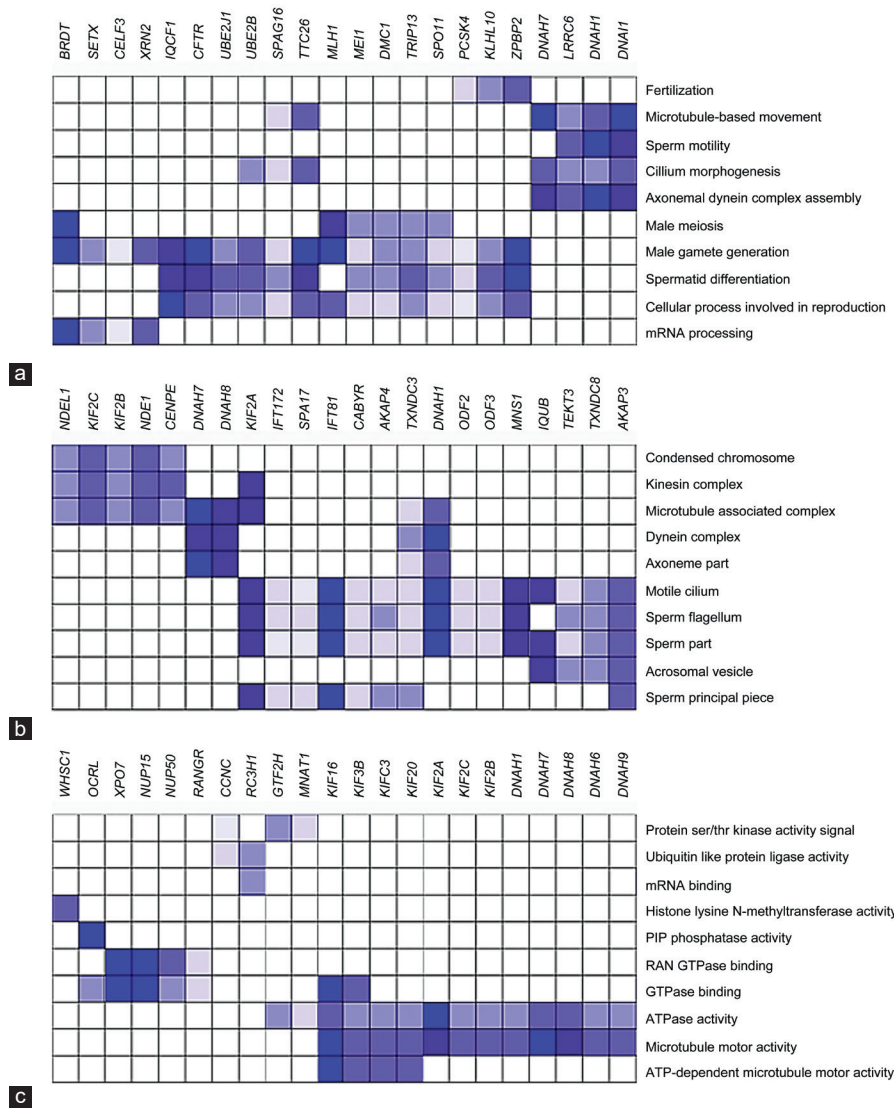 BRDT SETX CELF3 XRN2 IQCF1 CFTR UBE2J1 UBE2B SPAG16 TTC26 MLH1 MEI1 DMC1 TRIP13 SPO11 PCSK4 KLHL10 ZPBP2 DNAH7 LRRC6 DNAH1 DNAI1
Fertilization
Microtubule-based movement
Sperm motility
Cillium morphogenesis
Axonemal dynein complex assembly
Male meiosis
Male gamete generation
Spermatid differentiation
Cellular process involved in reproduction
mRNA processing
a
NDEL1 KIF2C KIF2B NDE1 CENPE DNAH7 DNAH8 KIF2A IFT172 SPA17 IFT81 CABYR AKAP4 TXNDC3 DNAH1 ODF2 ODF3 MNS1 IQUB TEKT3 TXNDC8 AKAP3
Condensed chromosome
Kinesin complex
Microtubule associated complex
Dynein complex
Axoneme part
Motile cilium
Sperm flagellum
Sperm part
Acrosomal vesicle
Sperm principal piece
b
WHSC1 OCRL XPO7 NUP15 NUP50 RANGR CCNC RC3H1 GTF2H MNAT1 KIF16 KIF3B KIFC3 KIF20 KIF2A KIF2C KIF2B DNAH1 DNAH7 DNAH8 DNAH6 DNAH9
Protein ser/thr kinase activity signal
Ubiquitin like protein ligase activity
mRNA binding
Histone lysine N-methyltransferase activity
PIP phosphatase activity
RAN GTPase binding
GTPase binding
ATPase activity
Microtubule motor activity
ATP-dependent microtubule motor activity
c